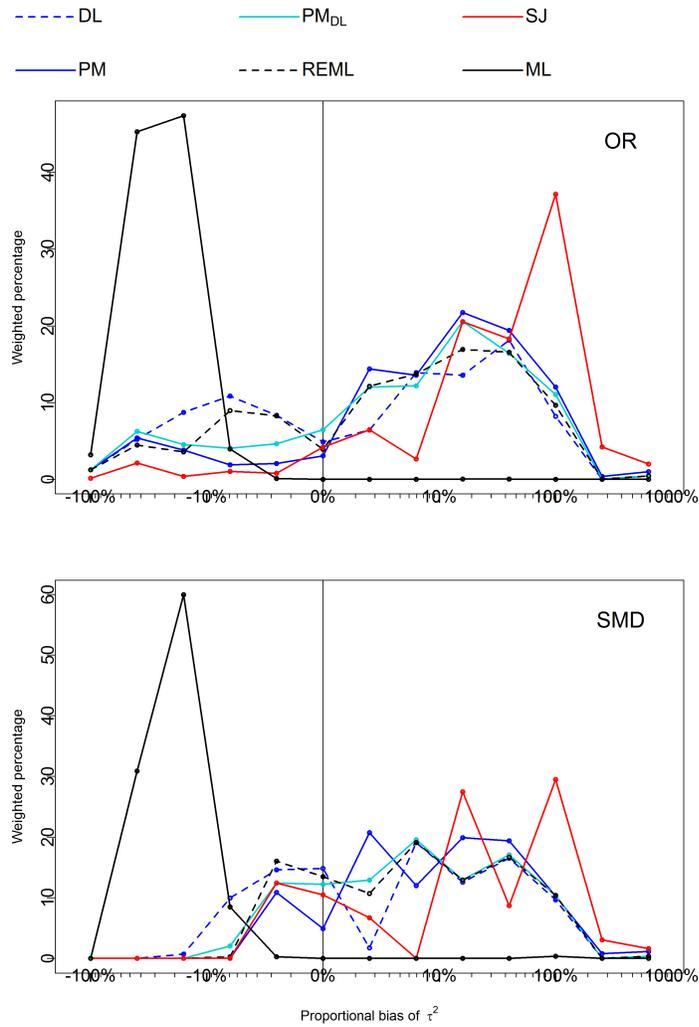 DL PM_DL SJ
PM REML ML
OR
Weighted percentage
40
30
20
10
0
-100% -10% 0% 10% 100% 1000%
SMD
Weighted percentage
60
50
40
30
20
10
0
-100% -10% 0% 10% 100% 1000%
Proportional bias of τ²